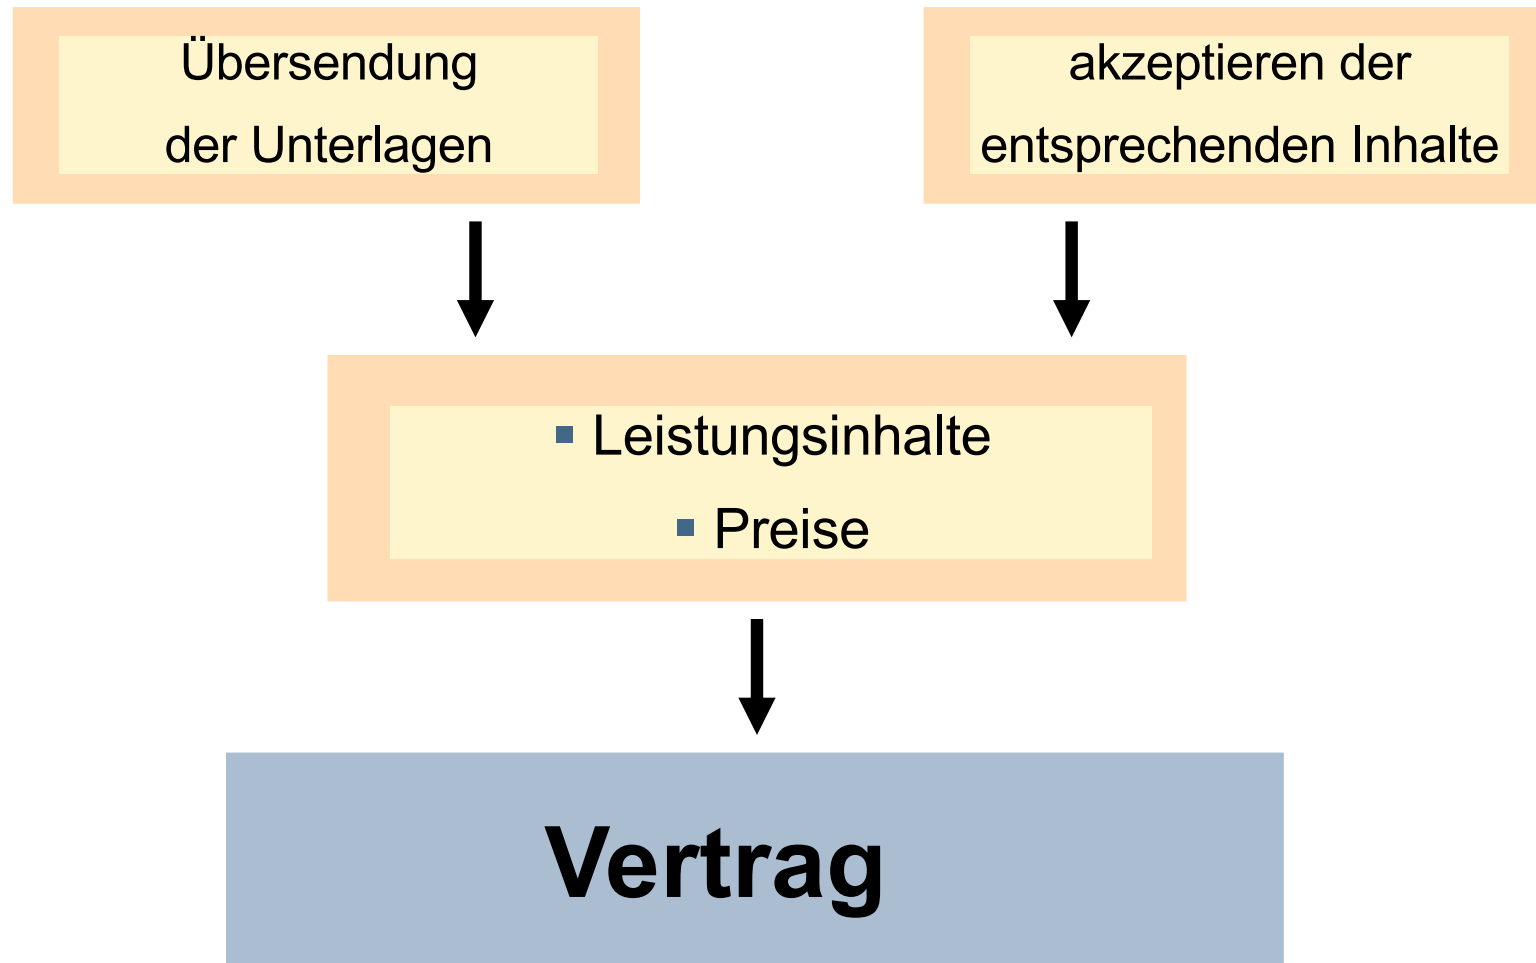 Übersendung
der Unterlagen
akzeptieren der
entsprechenden Inhalte
▪ Leistungsinhalte
▪ Preise
Vertrag